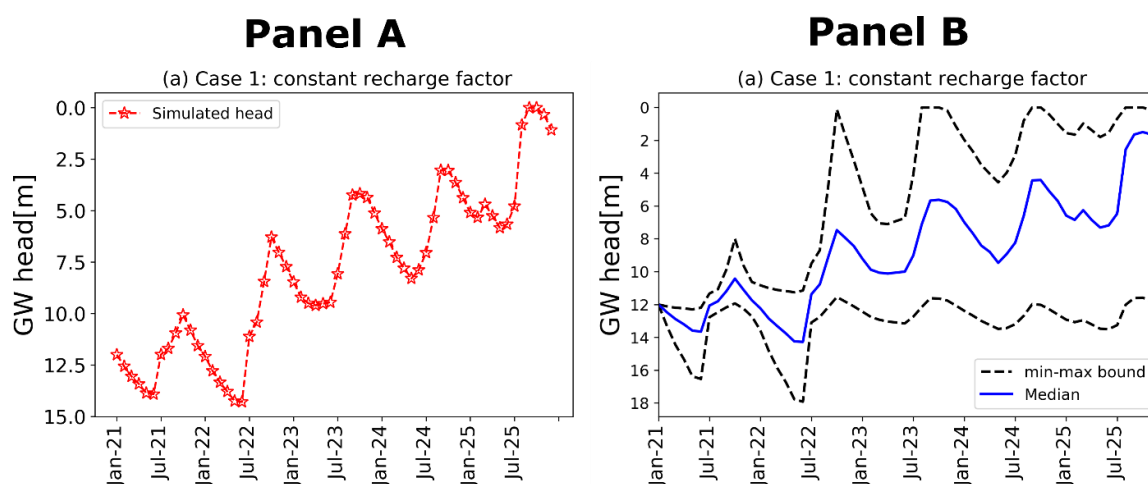 Panel A
Panel B
(a) Case 1: constant recharge factor
(a) Case 1: constant recharge factor
GW head[m]
0.0
2.5
5.0
7.5
10.0
12.5
15.0
Simulated head
Jan-21
Jul-21
Jan-22
Jul-22
Jan-23
Jul-23
Jan-24
Jul-24
Jan-25
Jul-25
GW head[m]
0
2
4
6
8
10
12
14
16
18
min-max bound
Median
Jan-21
Jul-21
Jan-22
Jul-22
Jan-23
Jul-23
Jan-24
Jul-24
Jan-25
Jul-25